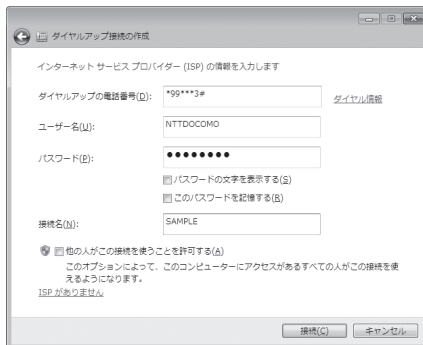 ダイヤルアップ接続の作成
インターネット サービス プロバイダー (ISP) の情報を入力します
ダイヤルアップの電話番号(D): *99***3# ダイヤル情報
ユーザー名(U): NTTDOCOMO
パスワード(P): ●●●●●●●●
パスワードの文字を表示する(S)
このパスワードを記憶する(R)
接続名(N): SAMPLE
他の人がこの接続を使うことを許可する(A)
このオプションによって、このコンピューターにアクセスがあるすべての人がこの接続を使
えるようになります。
ISP がありません
接続(C) キャンセル